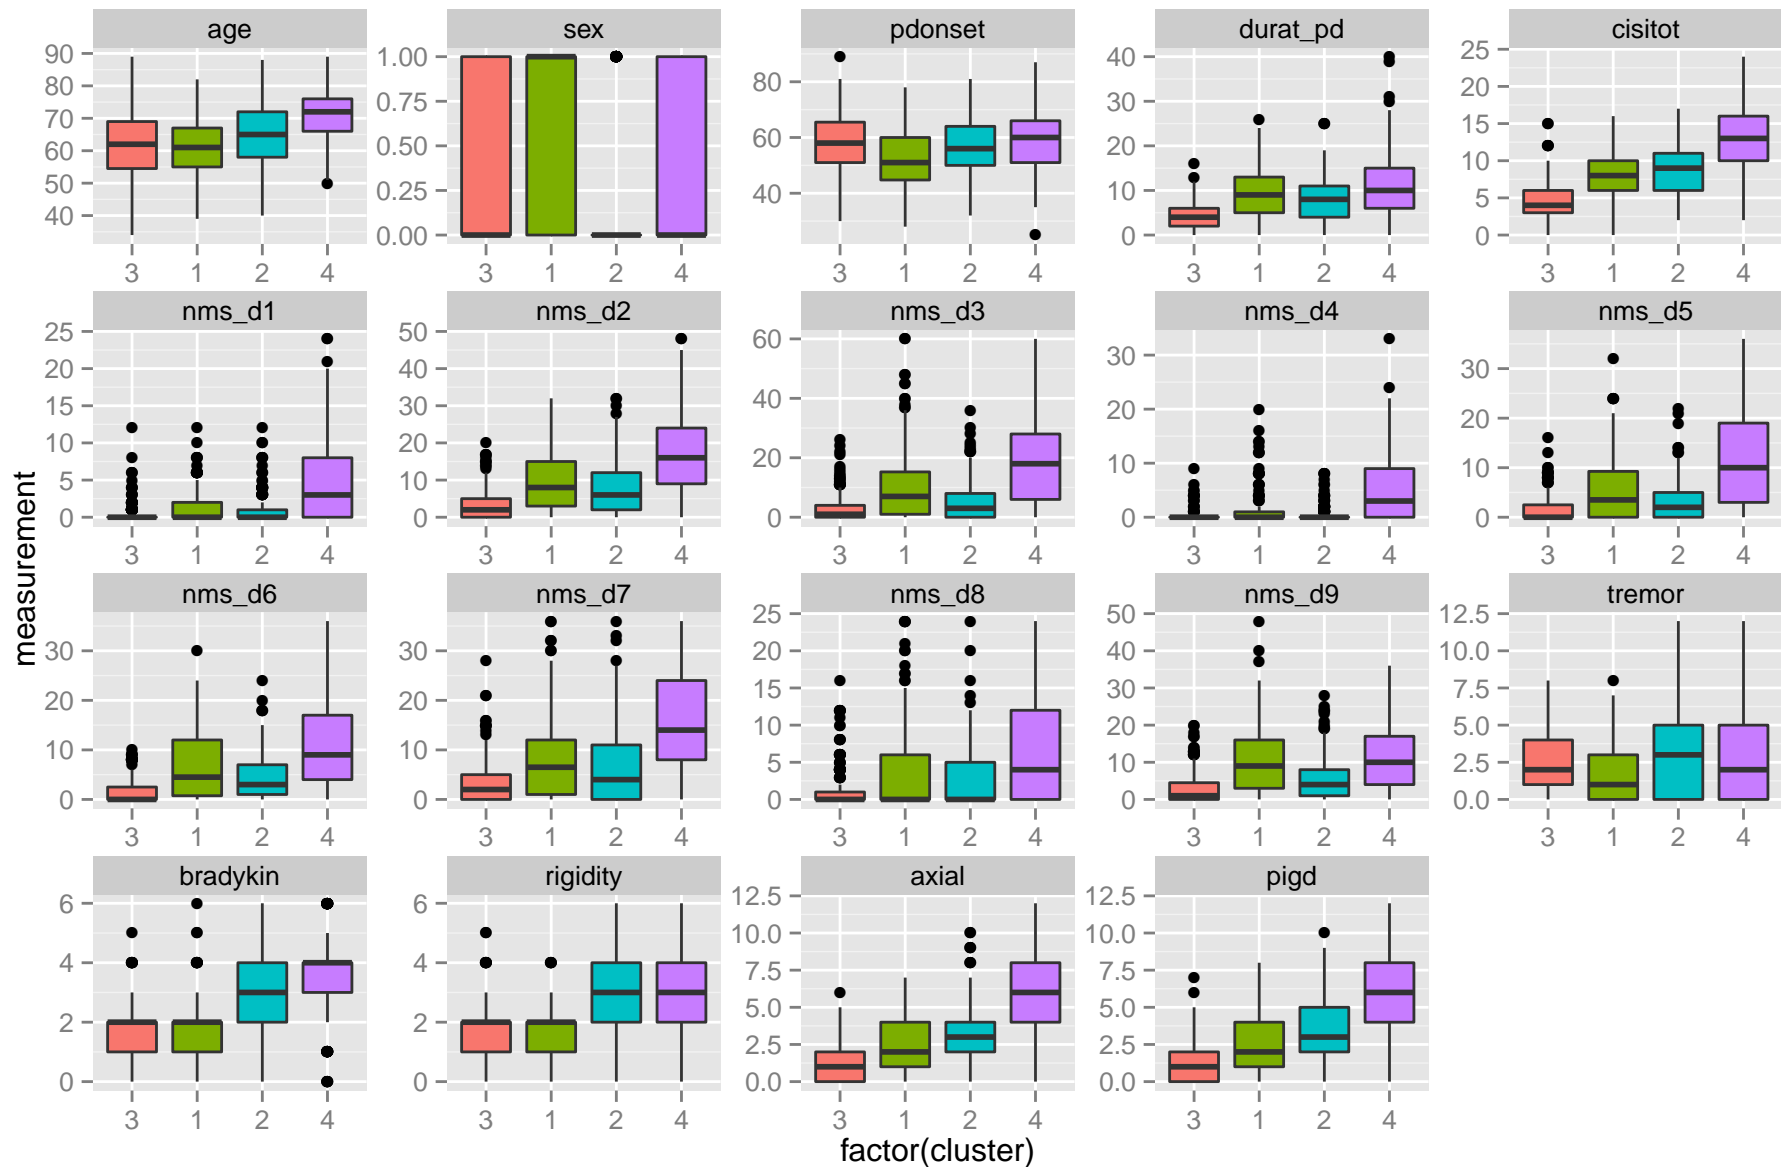 age sex pdonset durat_pd cisitot
90 80 70 60 50 40
1.00 0.75 0.50 0.25 0.00
80 60 40
40 30 20 10 0
25 20 15 10 5 0
3 1 2 4 3 1 2 4 3 1 2 4 3 1 2 4 3 1 2 4
nms_d1 nms_d2 nms_d3 nms_d4 nms_d5
25 20 15 10 5 0
50 40 30 20 10 0
60 40 20 0
30 20 10 0
30 20 10 0
3 1 2 4 3 1 2 4 3 1 2 4 3 1 2 4 3 1 2 4
measurement
nms_d6 nms_d7 nms_d8 nms_d9 tremor
30 20 10 0
30 20 10 0
25 20 15 10 5 0
50 40 30 20 10 0
12.5 10.0 7.5 5.0 2.5 0.0
3 1 2 4 3 1 2 4 3 1 2 4 3 1 2 4 3 1 2 4
bradykin rigidity axial pigd
6 4 2 0
6 4 2 0
12.5 10.0 7.5 5.0 2.5 0.0
12.5 10.0 7.5 5.0 2.5 0.0
3 1 2 4 3 1 2 4 3 1 2 4 3 1 2 4
factor(cluster)